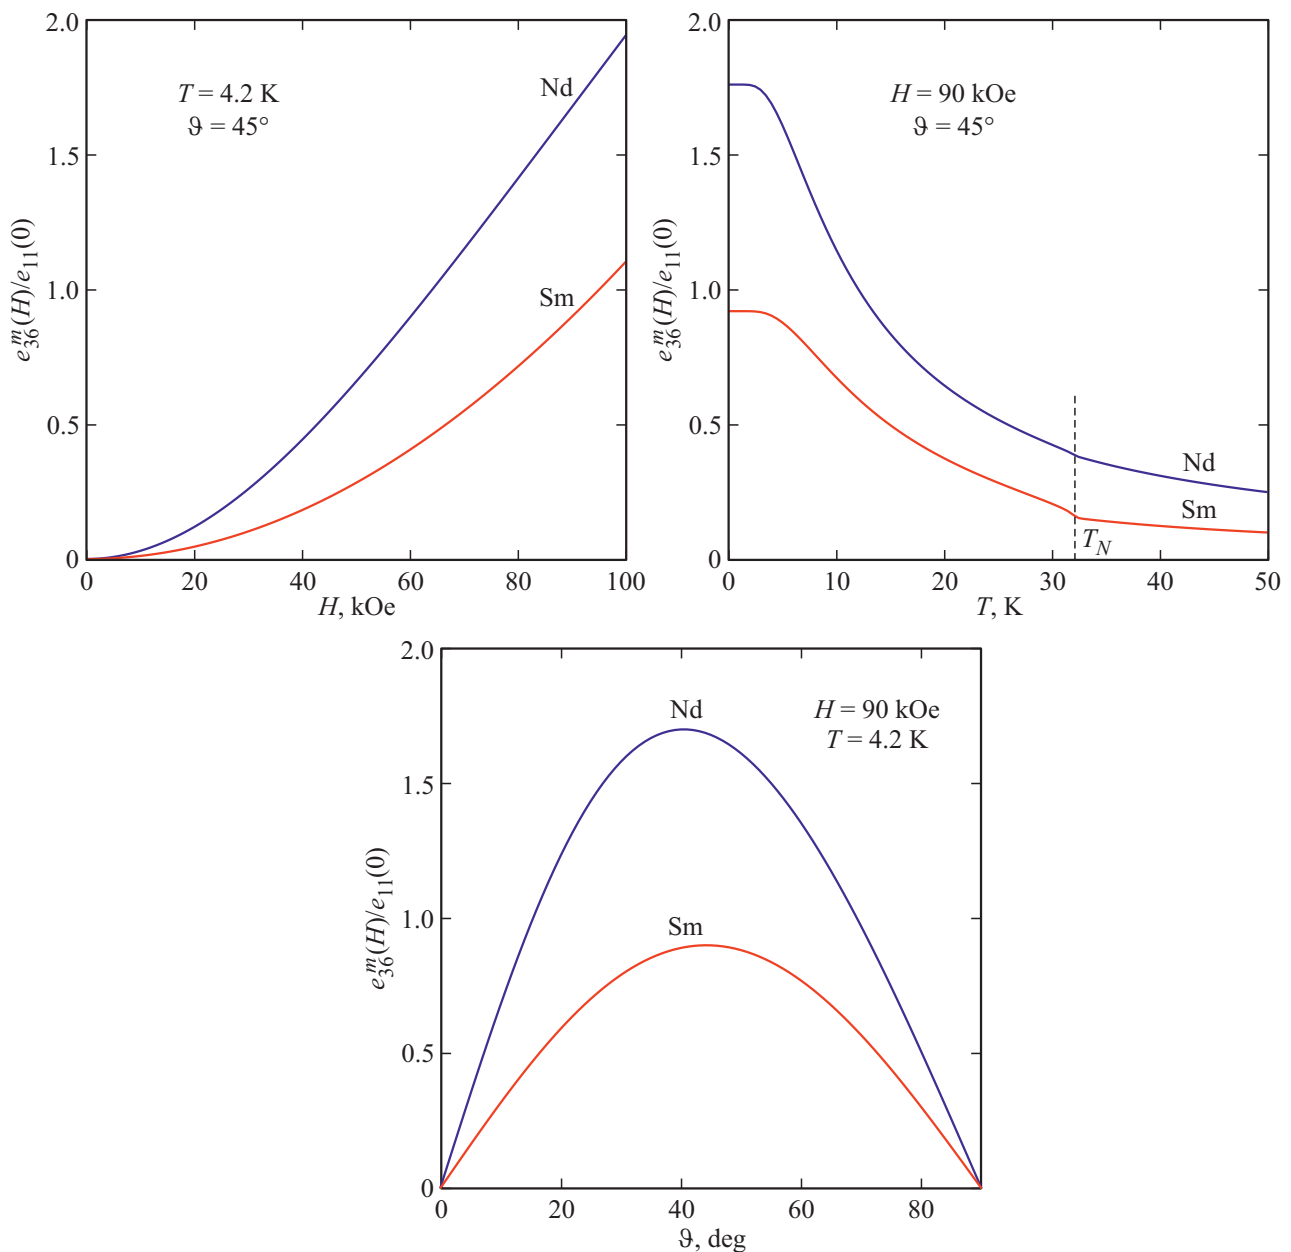 2.0
1.5
1.0
0.5
0
e₃₆ᵐ(H)/e₁₁(0)
T = 4.2 K
ϑ = 45°
Nd
Sm
0 20 40 60 80 100
H, kOe
2.0
1.5
1.0
0.5
0
e₃₆ᵐ(H)/e₁₁(0)
H = 90 kOe
ϑ = 45°
Nd
Sm
T_N
0 10 20 30 40 50
T, K
2.0
1.5
1.0
0.5
0
e₃₆ᵐ(H)/e₁₁(0)
Nd
H = 90 kOe
T = 4.2 K
Sm
0 20 40 60 80
ϑ, deg